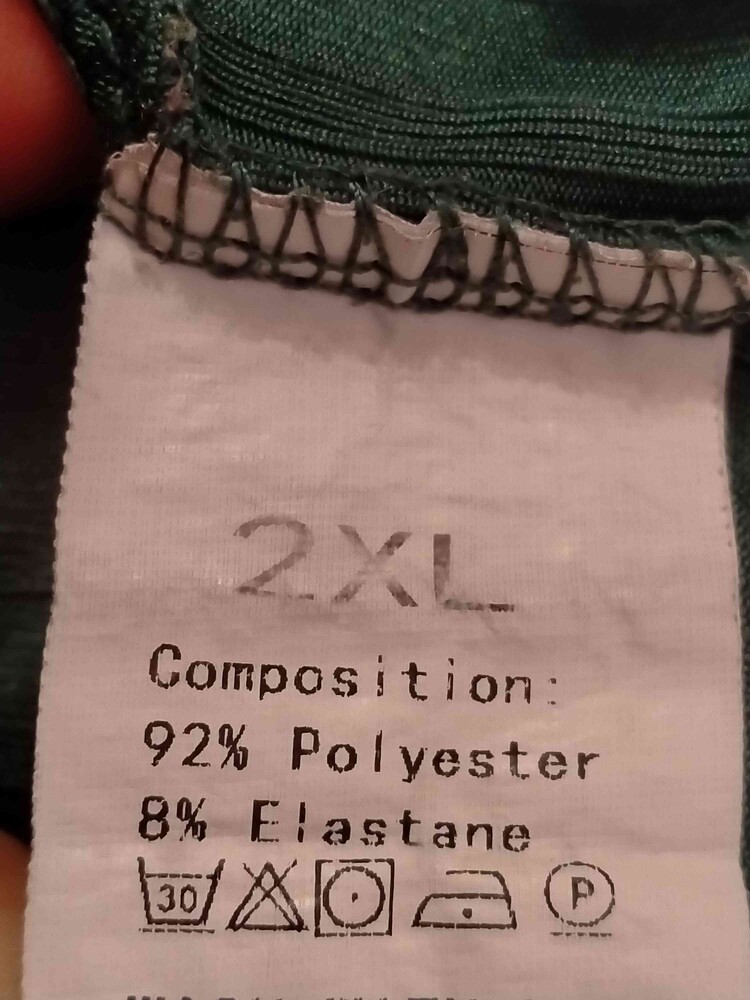 2XL
Composition:
92% Polyester
8% Elastane
30 P